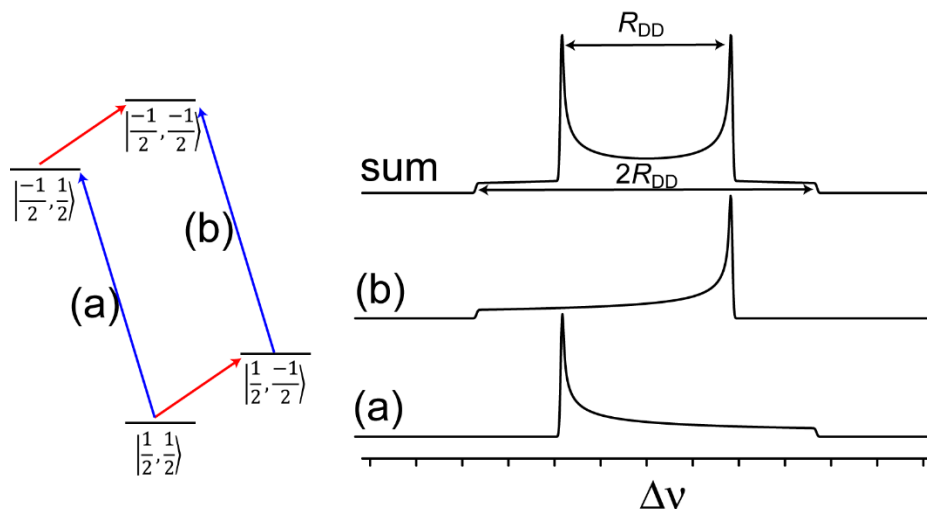 |-1/2, -1/2⟩
|-1/2, 1/2⟩
(a)
(b)
|1/2, -1/2⟩
|1/2, 1/2⟩
R_DD
sum
2R_DD
(b)
(a)
Δν